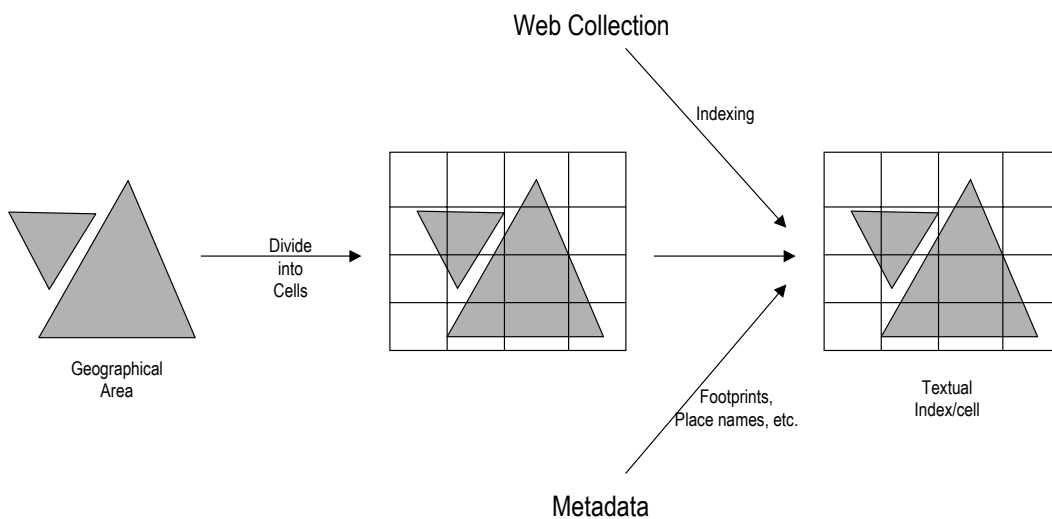 Web Collection
Indexing
Divide
into
Cells
Geographical
Area
Footprints,
Place names, etc.
Textual
Index/cell
Metadata